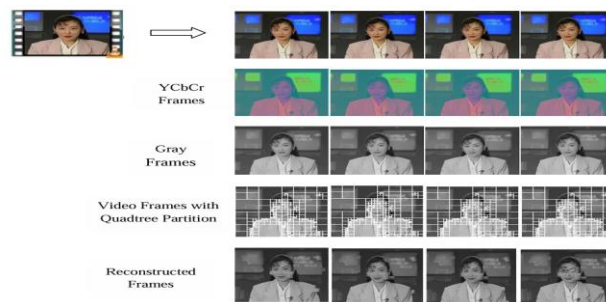 YCbCr
Frames
Gray
Frames
Video Frames with
Quadtree Partition
Reconstructed
Frames